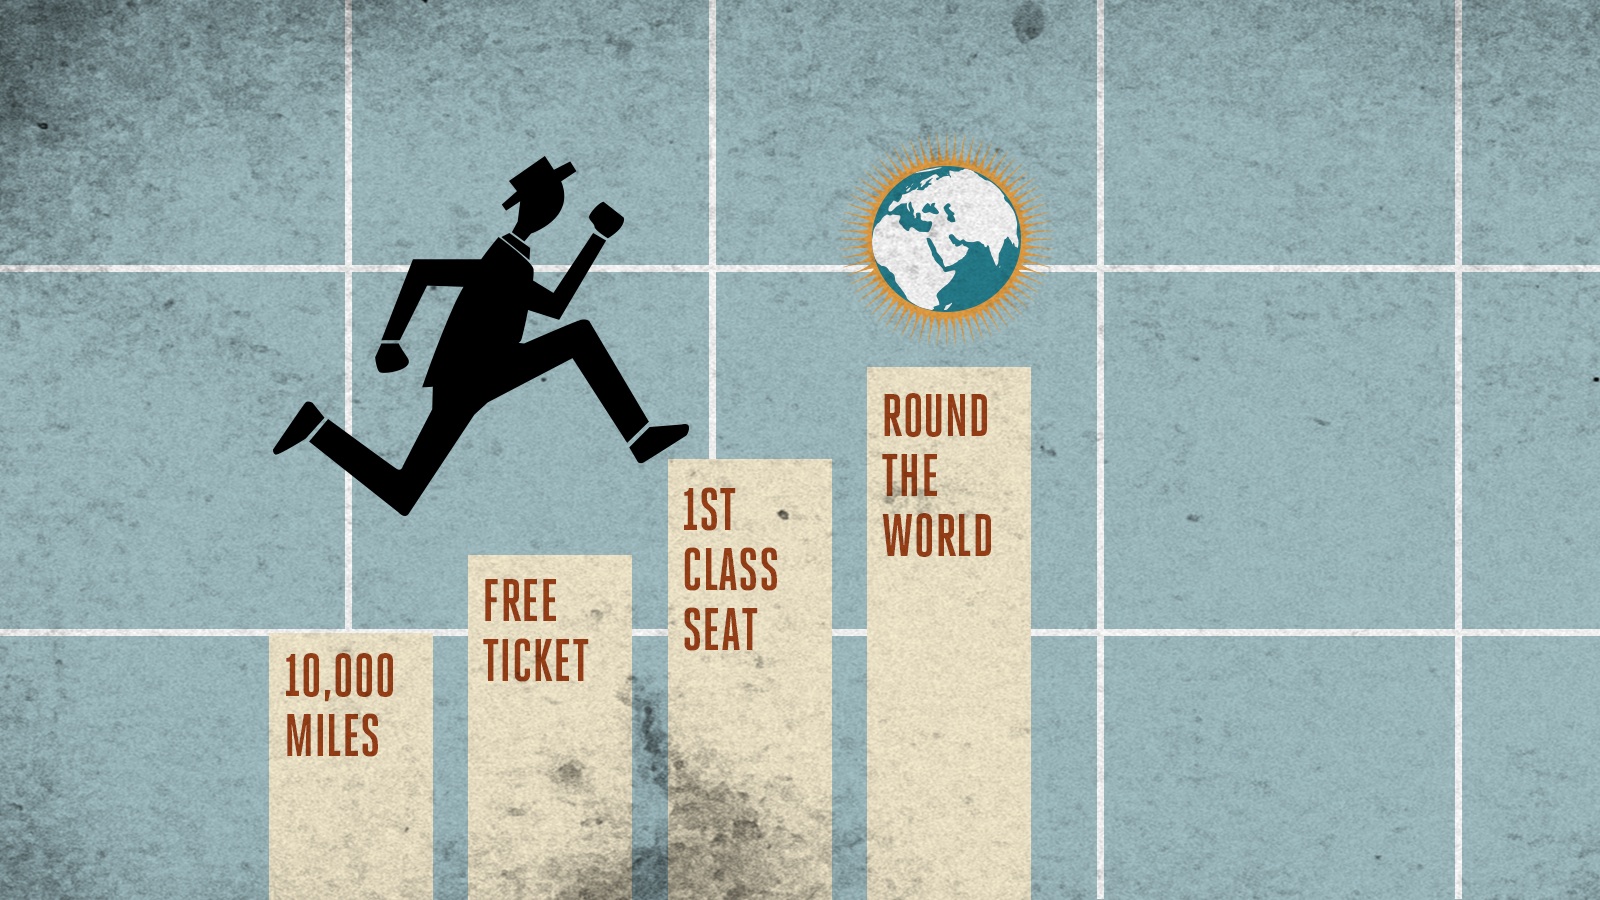 10,000
MILES
FREE
TICKET
1ST
CLASS
SEAT
ROUND
THE
WORLD